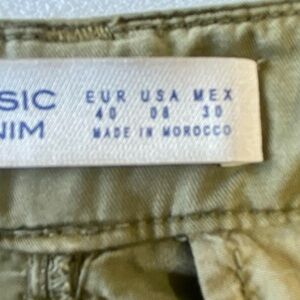 SIC
NIM
EUR USA MEX
40 08 30
MADE IN MOROCCO